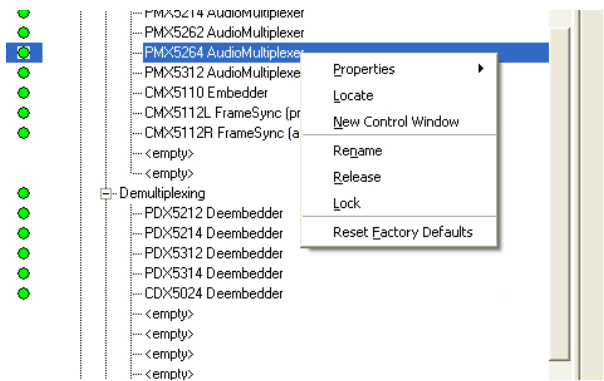 PMX5214 AudioMultiplexer
PMX5262 AudioMultiplexer
PMX5264 AudioMultiplexer
PMX5312 AudioMultiplexe
CMX5110 Embedder
CMX5112L FrameSync (pr
CMX5112R FrameSync (a
<empty>
<empty>
Demultiplexing
PDX5212 Deembedder
PDX5214 Deembedder
PDX5312 Deembedder
PDX5314 Deembedder
CDX5024 Deembedder
<empty>
<empty>
<empty>
<empty>
Properties
Locate
New Control Window
Rename
Release
Lock
Reset Factory Defaults